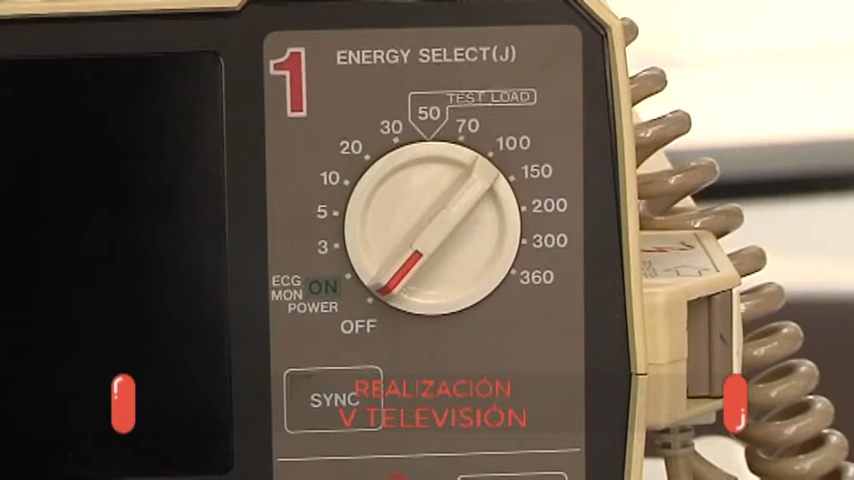 1
ENERGY SELECT(J)
TEST LOAD
50
30
70
20
100
10
150
5
200
3
300
360
ECG
MON
ON
POWER
OFF
SYNC
REALIZACIÓN
Y TELEVISIÓN